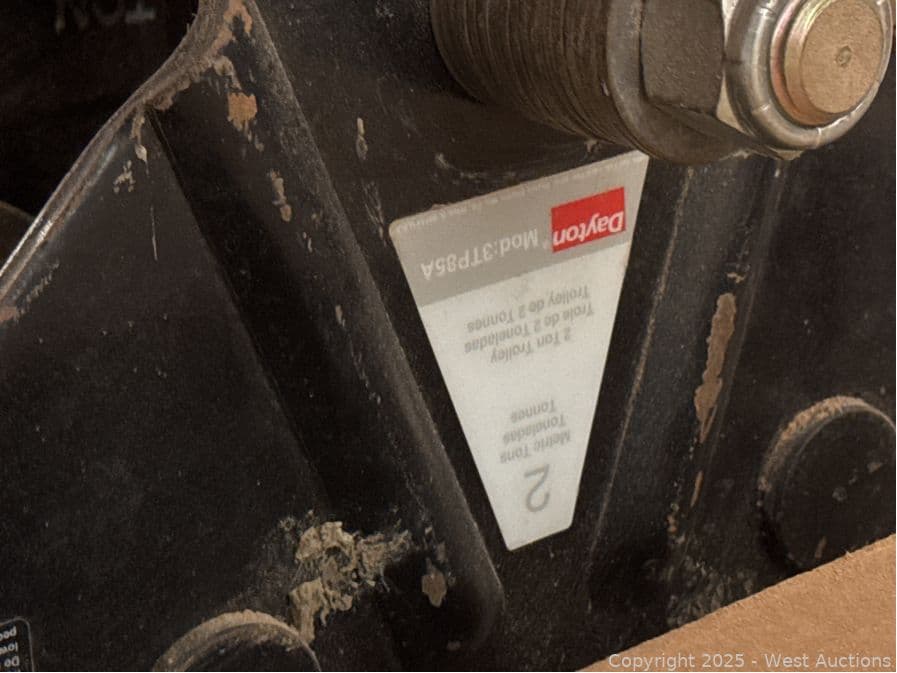 TON
Dayton
Mod:3TP85A
2 Ton Trolley
Trole de 2 Toneladas
Trolley de 2 Tonnes
Metric Tons
Toneladas
Tonnes
2
Copyright 2025 - West Auctions